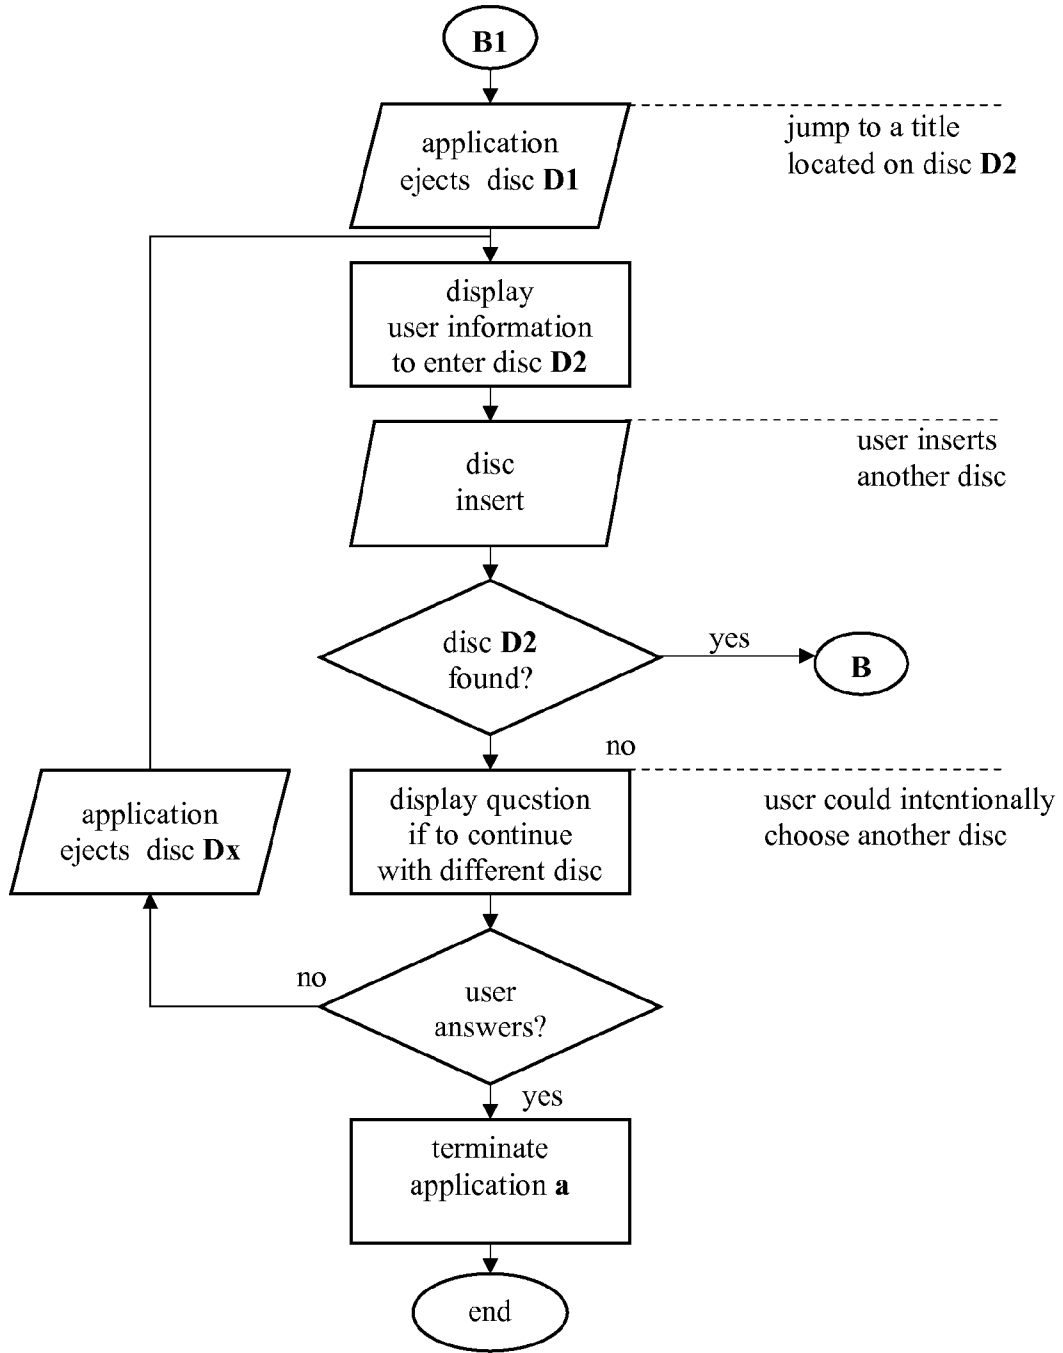 B1
application
ejects disc D1
jump to a title
located on disc D2
display
user information
to enter disc D2
disc
insert
user inserts
another disc
disc D2
found?
yes
B
no
display question
if to continue
with different disc
user could intentionally
choose another disc
application
ejects disc Dx
no
user
answers?
yes
terminate
application a
end